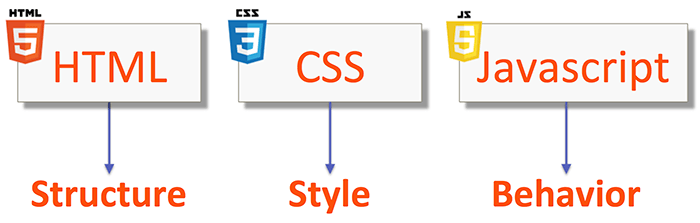 HTML
5
HTML
CSS
3
CSS
JS
5
Javascript
Structure
Style
Behavior